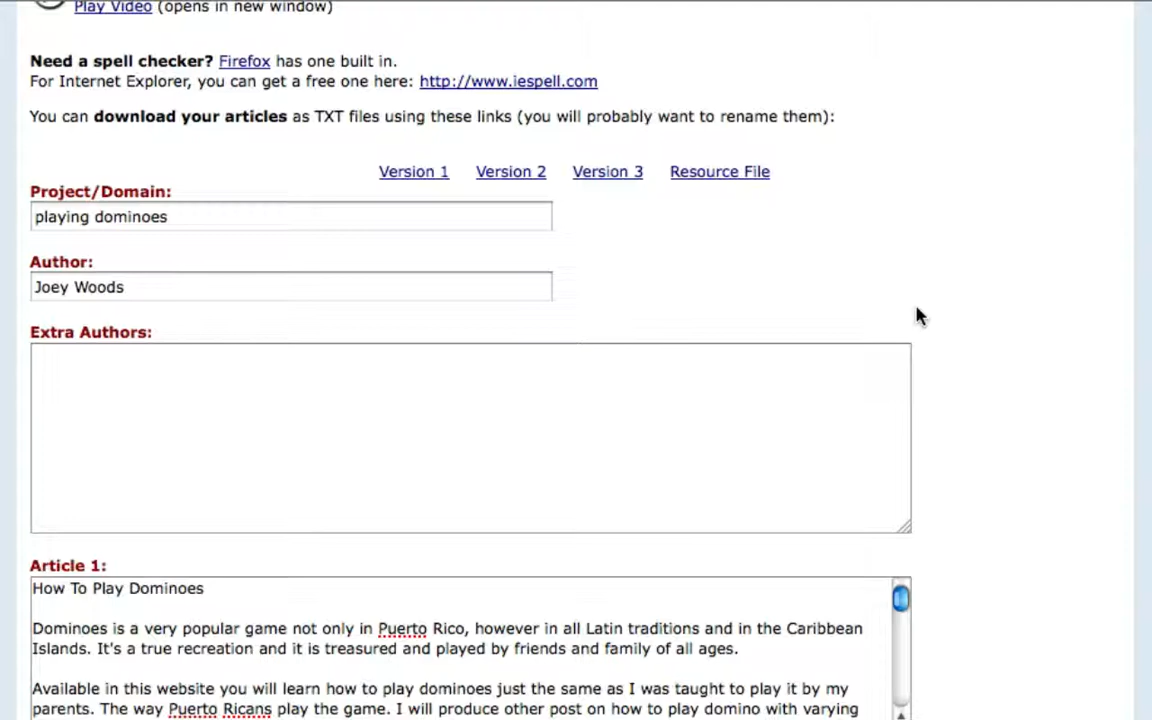 Play Video (opens in new window)
Need a spell checker? Firefox has one built in.
For Internet Explorer, you can get a free one here: http://www.iespell.com
You can download your articles as TXT files using these links (you will probably want to rename them):
Version 1 Version 2 Version 3 Resource File
Project/Domain:
playing dominoes
Author:
Joey Woods
Extra Authors:
Article 1:
How To Play Dominoes
Dominoes is a very popular game not only in Puerto Rico, however in all Latin traditions and in the Caribbean
Islands. It's a true recreation and it is treasured and played by friends and family of all ages.
Available in this website you will learn how to play dominoes just the same as I was taught to play it by my
parents. The way Puerto Ricans play the game. I will produce other post on how to play domino with varying